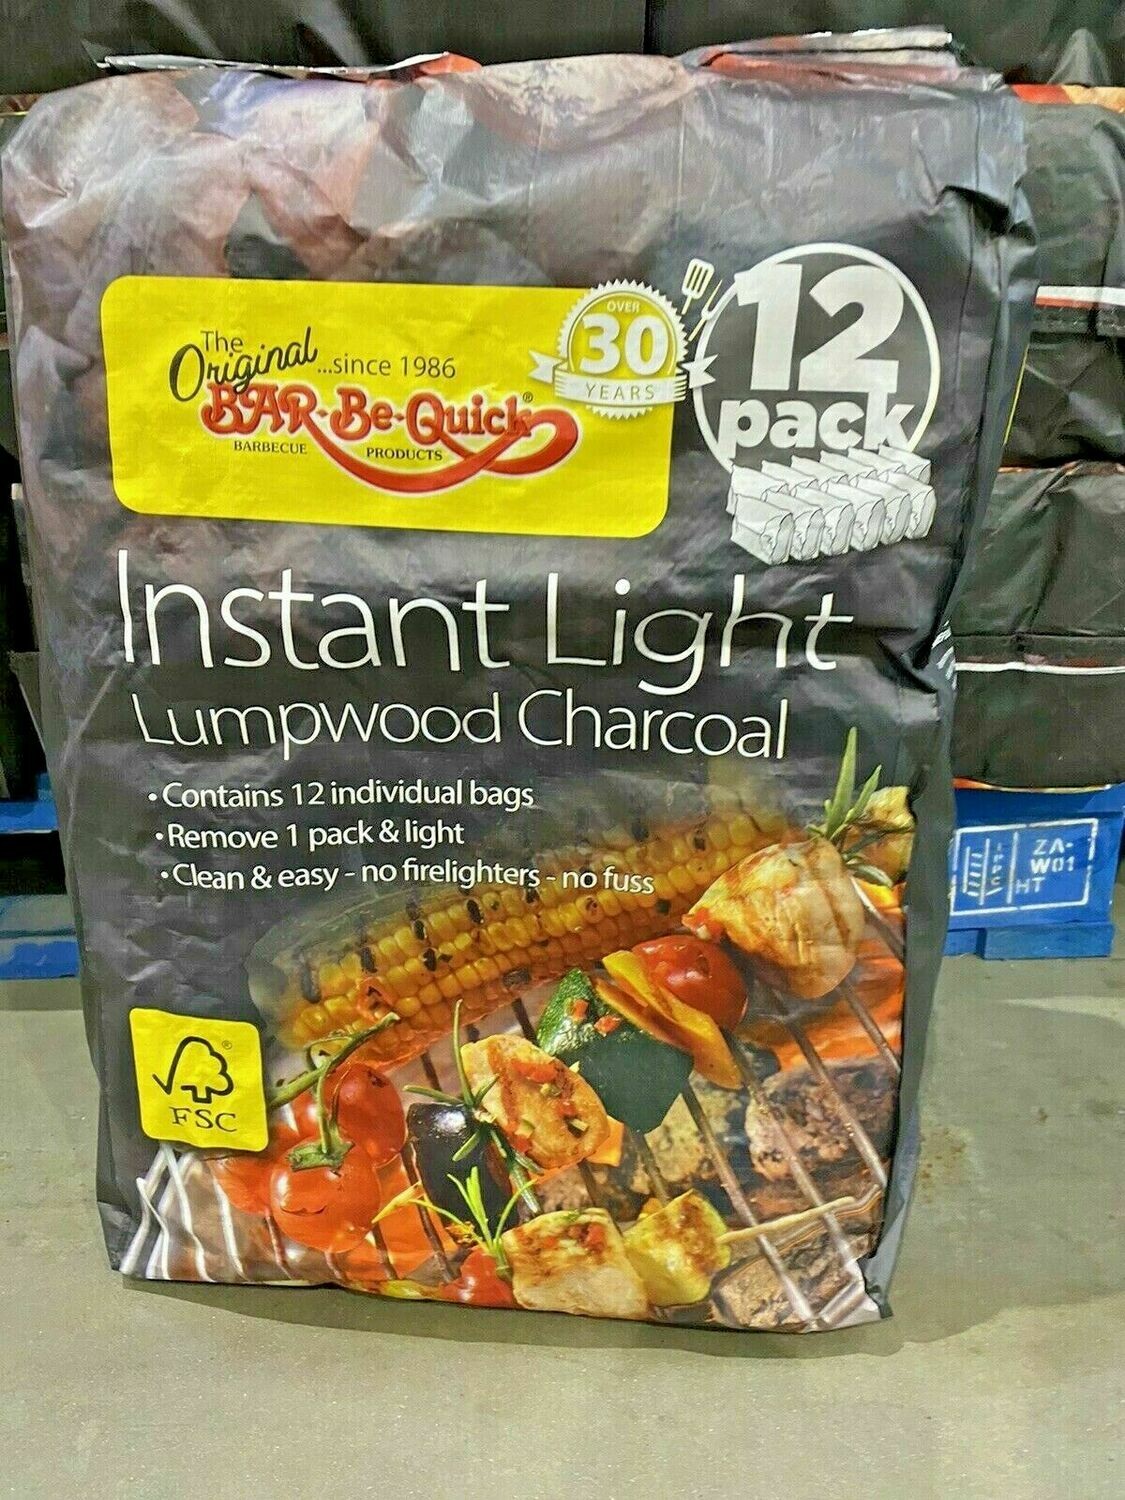 The
Original ...since 1986
BAR-Be-Quick®
BARBECUE PRODUCTS
OVER
30
YEARS
12
pack
Instant Light
Lumpwood Charcoal
•Contains 12 individual bags
•Remove 1 pack & light
•Clean & easy - no firelighters - no fuss
®
FSC
ZA-
W01
HT